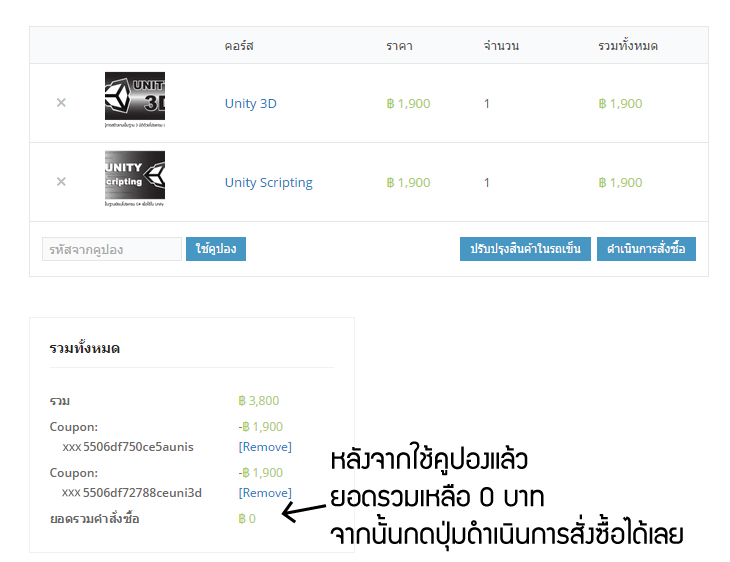 คอร์ส ราคา จำนวน รวมทั้งหมด
UNITY
3D
× Unity 3D ฿ 1,900 1 ฿ 1,900
UNITY
cripting
× Unity Scripting ฿ 1,900 1 ฿ 1,900
รหัสจากคูปอง ใช้คูปอง ปรับปรุงสินค้าในรถเข็น ดำเนินการสั่งซื้อ
รวมทั้งหมด
รวม ฿ 3,800
Coupon: -฿ 1,900
xxx5506df750ce5aunis [Remove]
Coupon: -฿ 1,900
xxx5506df72788ceuni3d [Remove]
ยอดรวมคำสั่งซื้อ ฿ 0
หลังจากใช้คูปองแล้ว
ยอดรวมเหลือ 0 บาท
จากนั้นกดปุ่มดำเนินการสั่งซื้อได้เลย